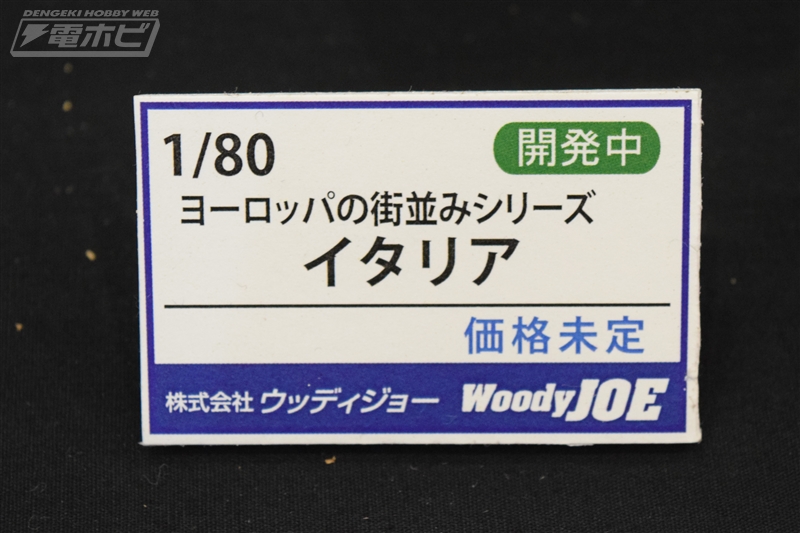 DENGEKI HOBBY WEB
電ホビ
1/80
開発中
ヨーロッパの街並みシリーズ
イタリア
価格未定
株式会社 ウッディジョー Woody JOE